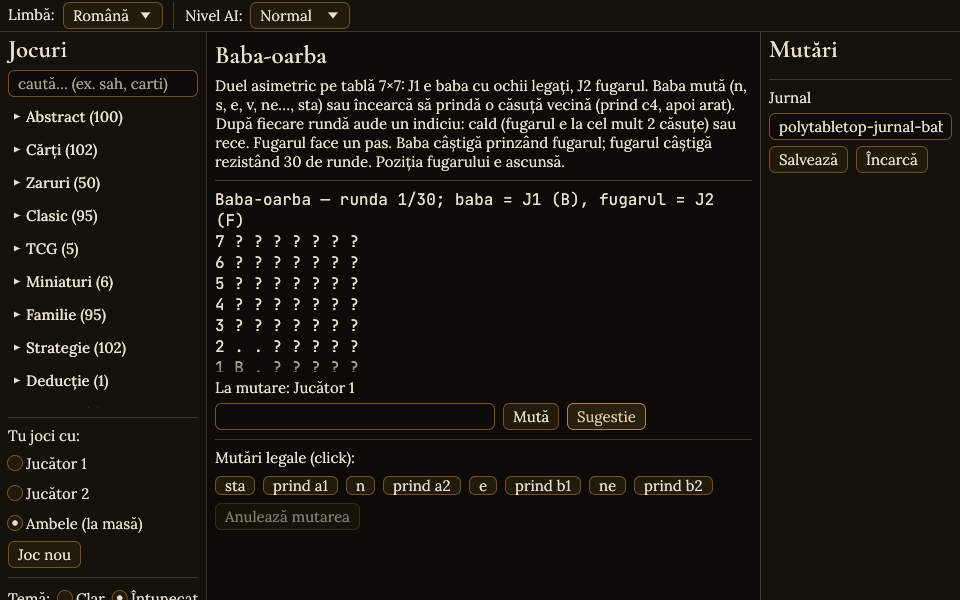 Limbă: Română ▼ Nivel AI: Normal ▼
Jocuri
caută... (ex. sah, carti)
▸ Abstract (100)
▸ Cărți (102)
▸ Zaruri (50)
▸ Clasic (95)
▸ TCG (5)
▸ Miniaturi (6)
▸ Familie (95)
▸ Strategie (102)
▸ Deducție (1)
Tu joci cu:
Jucător 1
Jucător 2
Ambele (la masă)
Joc nou
Temă: Clar Întunecat
Baba-oarba
Duel asimetric pe tablă 7×7: J1 e baba cu ochii legați, J2 fugarul. Baba mută (n,
s, e, v, ne..., sta) sau încearcă să prindă o căsuță vecină (prind c4, apoi arat).
După fiecare rundă aude un indiciu: cald (fugarul e la cel mult 2 căsuțe) sau
rece. Fugarul face un pas. Baba câștigă prinzând fugarul; fugarul câștigă
rezistând 30 de runde. Poziția fugarului e ascunsă.
Baba-oarba — runda 1/30; baba = J1 (B), fugarul = J2
(F)
7 ? ? ? ? ? ? ?
6 ? ? ? ? ? ? ?
5 ? ? ? ? ? ? ?
4 ? ? ? ? ? ? ?
3 ? ? ? ? ? ? ?
2 . . ? ? ? ? ?
1 B . ? ? ? ? ?
La mutare: Jucător 1
Mută Sugestie
Mutări legale (click):
sta prind a1 n prind a2 e prind b1 ne prind b2
Anulează mutarea
Mutări
Jurnal
polytabletop-jurnal-bab
Salvează Încarcă